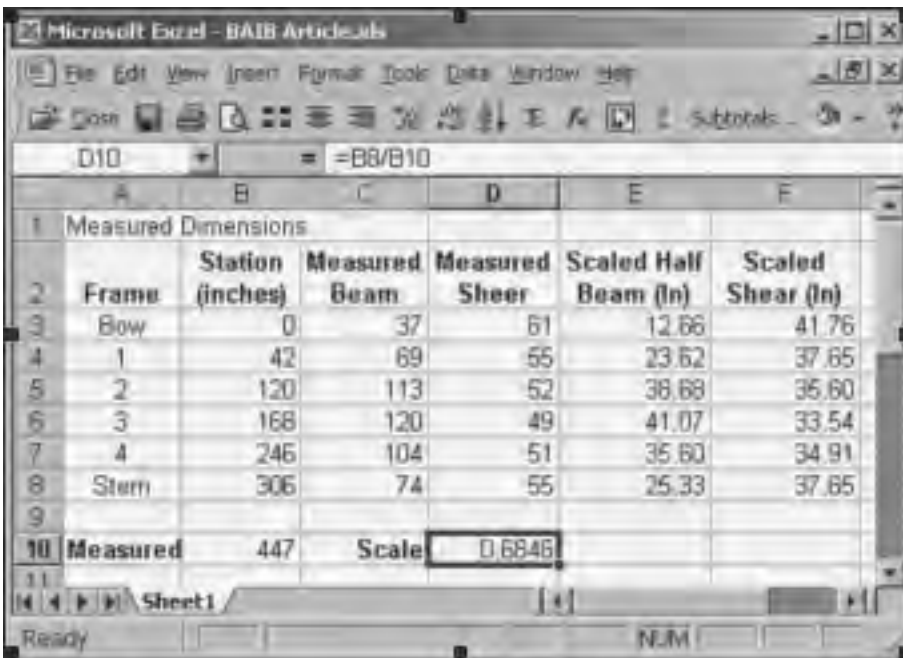 Microsoft Excel - BAIB Article.xls
File Edit View Insert Format Tools Data Window Help
Close Subtotals...
D10 = =B8/B10
A B C D E F
1 Measured Dimensions
2 Frame Station (inches) Measured Beam Measured Sheer Scaled Half Beam (In) Scaled Shear (In)
3 Bow 0 37 61 12.66 41.76
4 1 42 69 55 23.62 37.65
5 2 120 113 52 38.68 35.60
6 3 168 120 49 41.07 33.54
7 4 246 104 51 35.60 34.91
8 Stern 306 74 55 25.33 37.65
9
10 Measured 447 Scale 0.6846
11
Sheet1
Ready NUM